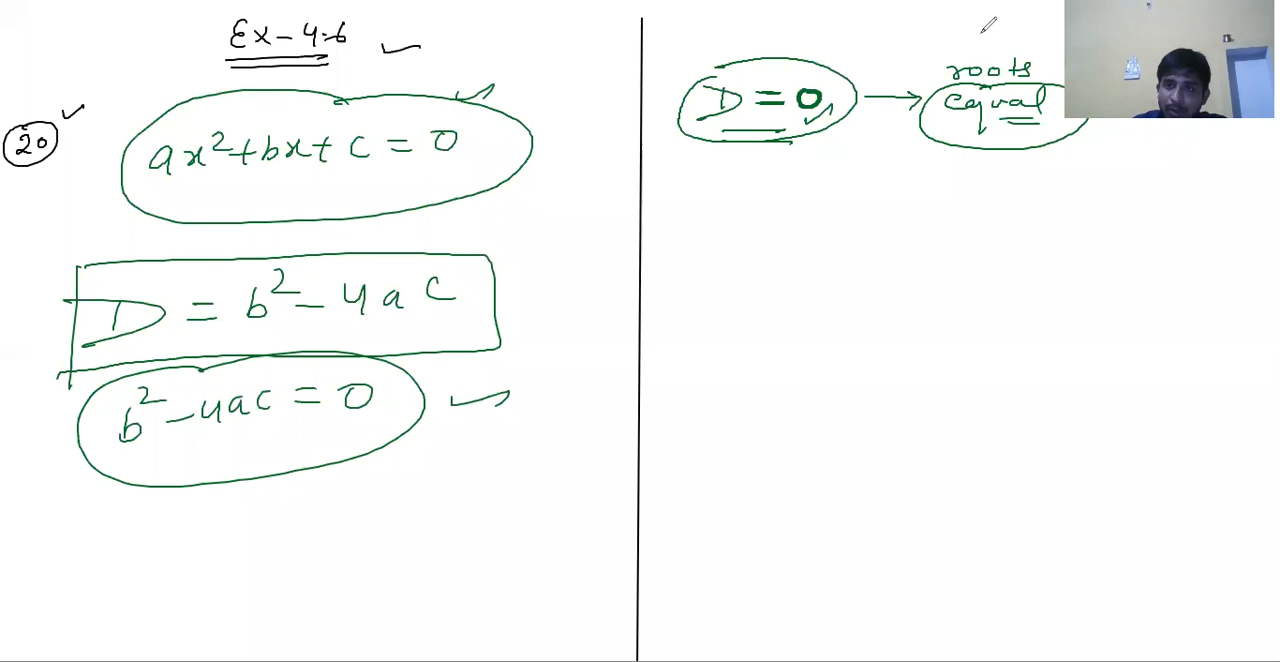 Ex - 4.6
20
ax²+bx+c = 0
D = b² - 4ac
b² - 4ac = 0
D = 0 → roots
equal